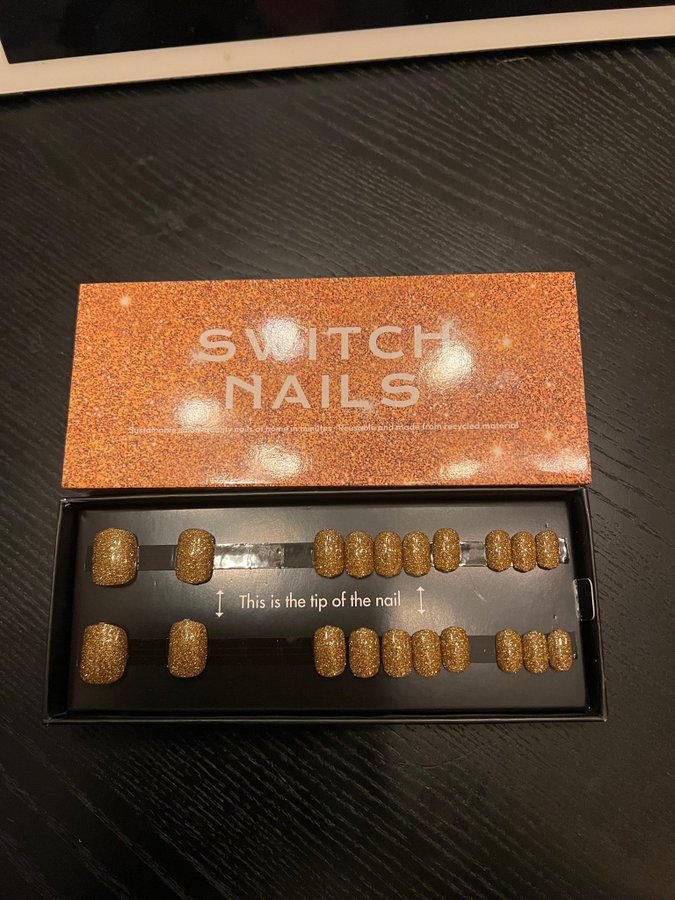 SWITCH
NAILS
Sustainable salon quality nails at home in minutes · Reusable and made from recycled material
This is the tip of the nail